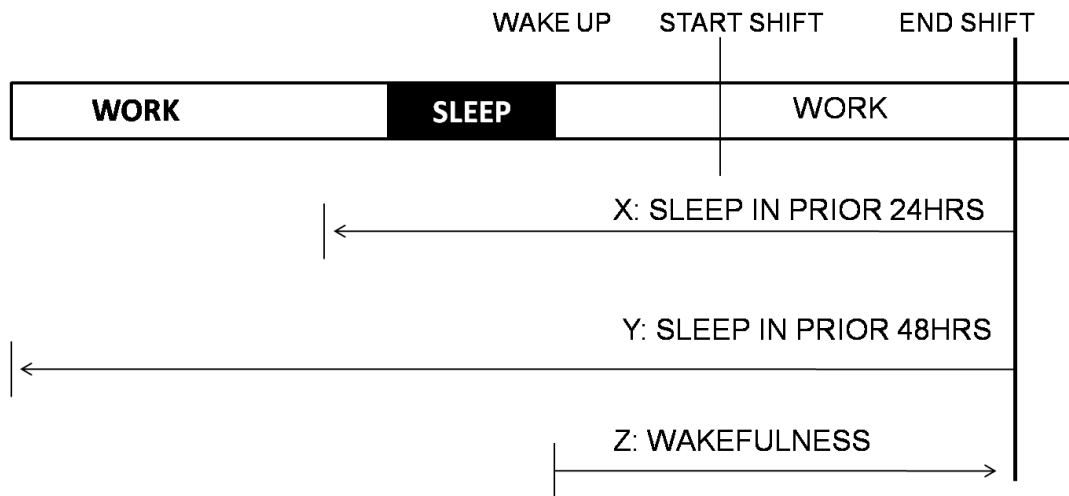 WAKE UP START SHIFT END SHIFT
WORK SLEEP WORK
X: SLEEP IN PRIOR 24HRS
Y: SLEEP IN PRIOR 48HRS
Z: WAKEFULNESS